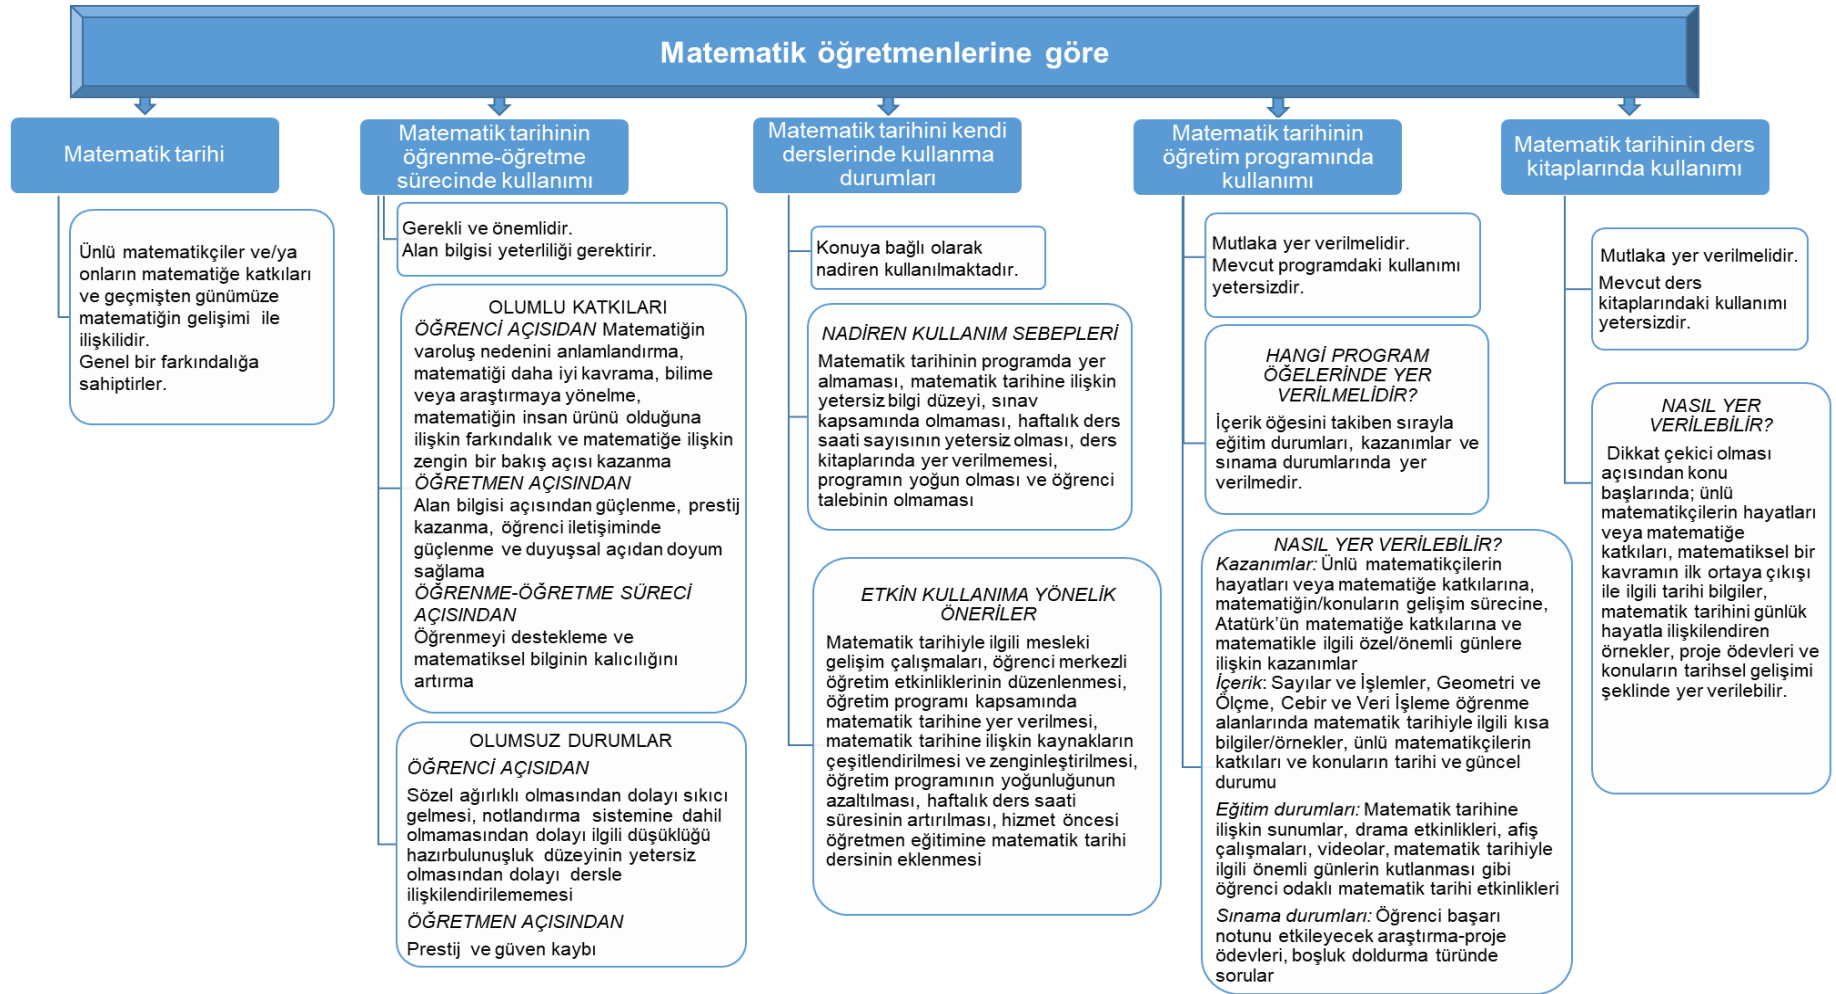 Matematik öğretmenlerine göre
Matematik tarihi
Ünlü matematikçiler ve/ya
onların matematiğe katkıları
ve geçmişten günümüze
matematiğin gelişimi ile
ilişkilidir.
Genel bir farkındalığa
sahiptirler.
Matematik tarihinin
öğrenme-öğretme
sürecinde kullanımı
Gerekli ve önemlidir.
Alan bilgisi yeterliliği gerektirir.
OLUMLU KATKILARI
ÖĞRENCİ AÇISIDAN Matematiğin
varoluş nedenini anlamlandırma,
matematiği daha iyi kavrama, bilime
veya araştırmaya yönelme,
matematiğin insan ürünü olduğuna
ilişkin farkındalık ve matematiğe ilişkin
zengin bir bakış açısı kazanma
ÖĞRETMEN AÇISINDAN
Alan bilgisi açısından güçlenme, prestij
kazanma, öğrenci iletişiminde
güçlenme ve duyuşsal açıdan doyum
sağlama
ÖĞRENME-ÖĞRETME SÜRECİ
AÇISINDAN
Öğrenmeyi destekleme ve
matematiksel bilginin kalıcılığını
artırma
OLUMSUZ DURUMLAR
ÖĞRENCİ AÇISIDAN
Sözel ağırlıklı olmasından dolayı sıkıcı
gelmesi, notlandırma sistemine dahil
olmamasından dolayı ilgili düşüklüğü
hazırbulunuşluk düzeyinin yetersiz
olmasından dolayı dersle
ilişkilendirilememesi
ÖĞRETMEN AÇISINDAN
Prestij ve güven kaybı
Matematik tarihini kendi
derslerinde kullanma
durumları
Konuya bağlı olarak
nadiren kullanılmaktadır.
NADİREN KULLANIM SEBEPLERİ
Matematik tarihinin programda yer
almaması, matematik tarihine ilişkin
yetersiz bilgi düzeyi, sınav
kapsamında olmaması, haftalık ders
saati sayısının yetersiz olması, ders
kitaplarında yer verilmemesi,
programın yoğun olması ve öğrenci
talebinin olmaması
ETKİN KULLANIMA YÖNELİK
ÖNERİLER
Matematik tarihiyle ilgili mesleki
gelişim çalışmaları, öğrenci merkezli
öğretim etkinliklerinin düzenlenmesi,
öğretim programı kapsamında
matematik tarihine yer verilmesi,
matematik tarihine ilişkin kaynakların
çeşitlendirilmesi ve zenginleştirilmesi,
öğretim programının yoğunluğunun
azaltılması, haftalık ders saati
süresinin artırılması, hizmet öncesi
öğretmen eğitimine matematik tarihi
dersinin eklenmesi
Matematik tarihinin
öğretim programında
kullanımı
Mutlaka yer verilmelidir.
Mevcut programdaki kullanımı
yetersizdir.
HANGİ PROGRAM
ÖĞELERİNDE YER
VERİLMELİDİR?
İçerik öğesini takiben sırayla
eğitim durumları, kazanımlar ve
sınama durumlarında yer
verilmedir.
NASIL YER VERİLEBİLİR?
Kazanımlar: Ünlü matematikçilerin
hayatları veya matematiğe katkılarına,
matematiğin/konuların gelişim sürecine,
Atatürk'ün matematiğe katkılarına ve
matematikle ilgili özel/önemli günlere
ilişkin kazanımlar
İçerik: Sayılar ve İşlemler, Geometri ve
Ölçme, Cebir ve Veri İşleme öğrenme
alanlarında matematik tarihiyle ilgili kısa
bilgiler/örnekler, ünlü matematikçilerin
katkıları ve konuların tarihi ve güncel
durumu
Eğitim durumları: Matematik tarihine
ilişkin sunumlar, drama etkinlikleri, afiş
çalışmaları, videolar, matematik tarihiyle
ilgili önemli günlerin kutlanması gibi
öğrenci odaklı matematik tarihi etkinlikleri
Sınama durumları: Öğrenci başarı
notunu etkileyecek araştırma-proje
ödevleri, boşluk doldurma türünde
sorular
Matematik tarihinin ders
kitaplarında kullanımı
Mutlaka yer verilmelidir.
Mevcut ders
kitaplarındaki kullanımı
yetersizdir.
NASIL YER
VERİLEBİLİR?
Dikkat çekici olması
açısından konu
başlarında; ünlü
matematikçilerin hayatları
veya matematiğe
katkıları, matematiksel bir
kavramın ilk ortaya çıkışı
ile ilgili tarihi bilgiler,
matematik tarihini günlük
hayatla ilişkilendiren
örnekler, proje ödevleri ve
konuların tarihsel gelişimi
şeklinde yer verilebilir.